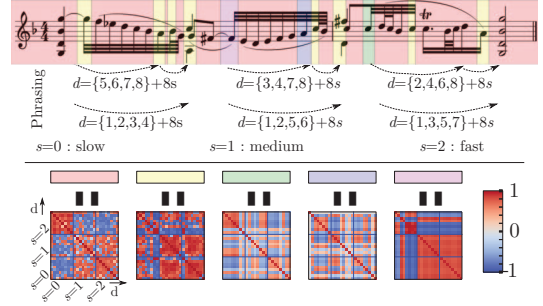 tr
d={5,6,7,8}+8s
d={3,4,7,8}+8s
d={2,4,6,8}+8s
Phrasing
d={1,2,3,4}+8s
d={1,2,5,6}+8s
d={1,3,5,7}+8s
s=0 : slow
s=1 : medium
s=2 : fast
d
s=2
s=1
s=0
s=0
s=1
s=2
d
1
0
-1